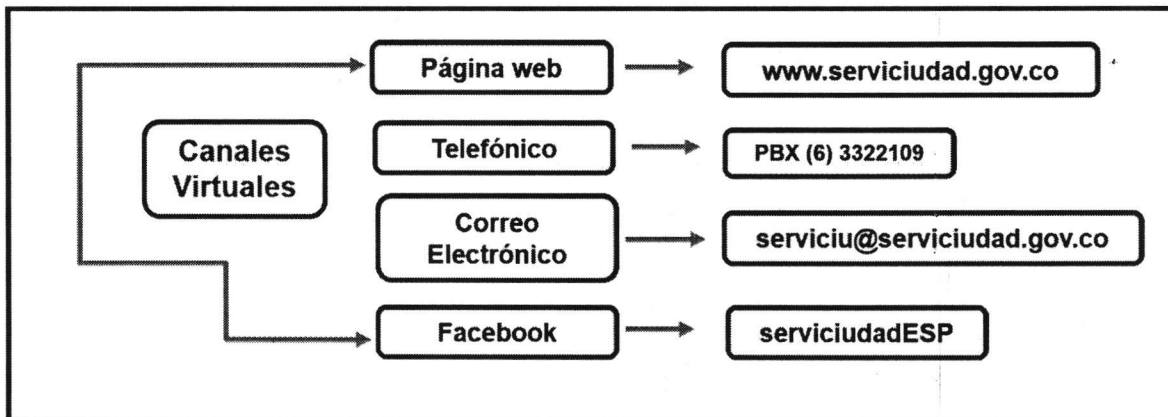 Canales
Virtuales
Página web
www.serviciudad.gov.co
Telefónico
PBX (6) 3322109
Correo
Electrónico
serviciu@serviciudad.gov.co
Facebook
serviciudadESP